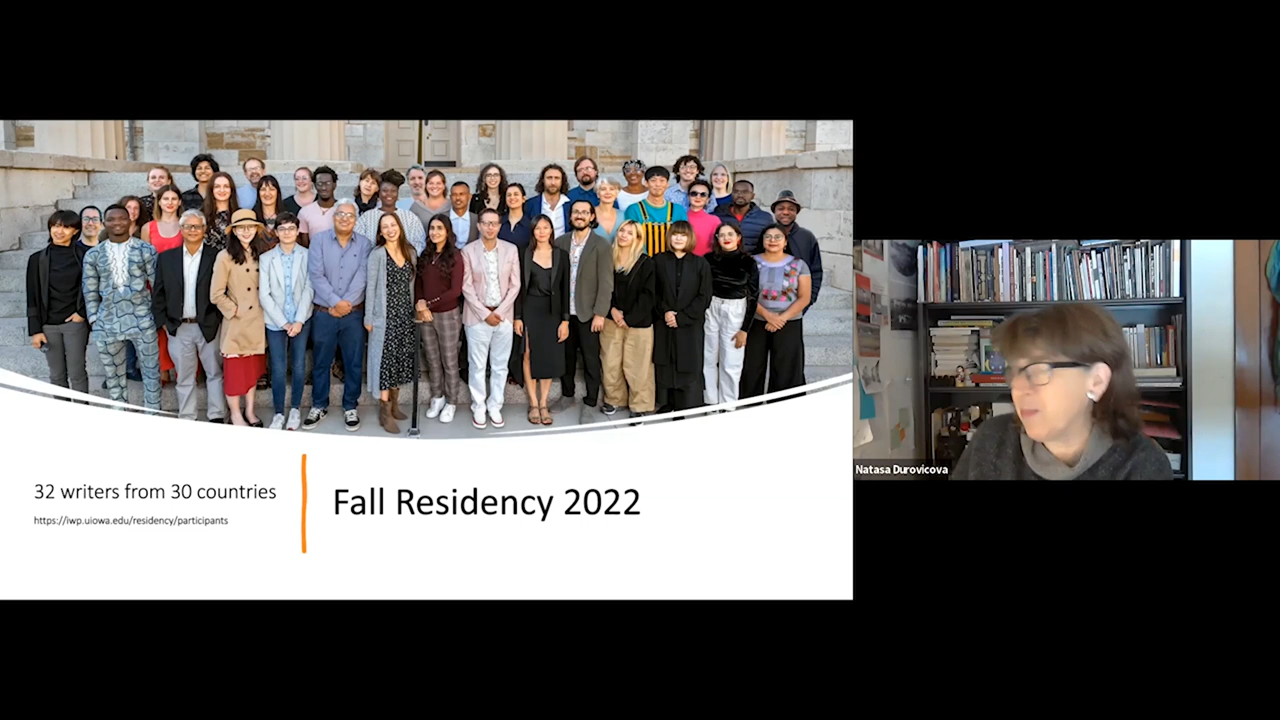 32 writers from 30 countries
https://iwp.uiowa.edu/residency/participants
Fall Residency 2022
Natasa Durovicova